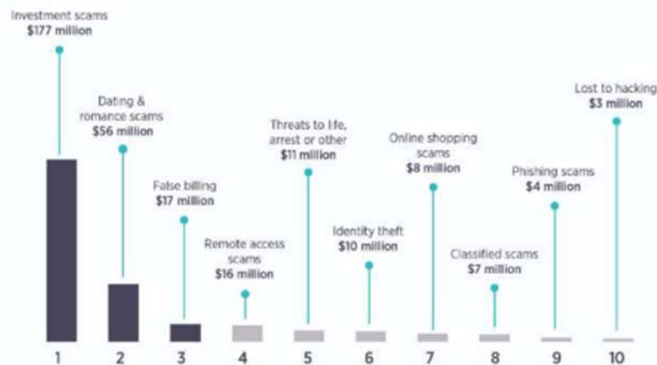 Investment scams
$177 million
Dating &
romance scams
$56 million
False billing
$17 million
Remote access
scams
$16 million
Threats to life,
arrest or other
$11 million
Identity theft
$10 million
Online shopping
scams
$8 million
Classified scams
$7 million
Phishing scams
$4 million
Lost to hacking
$3 million
1 2 3 4 5 6 7 8 9 10